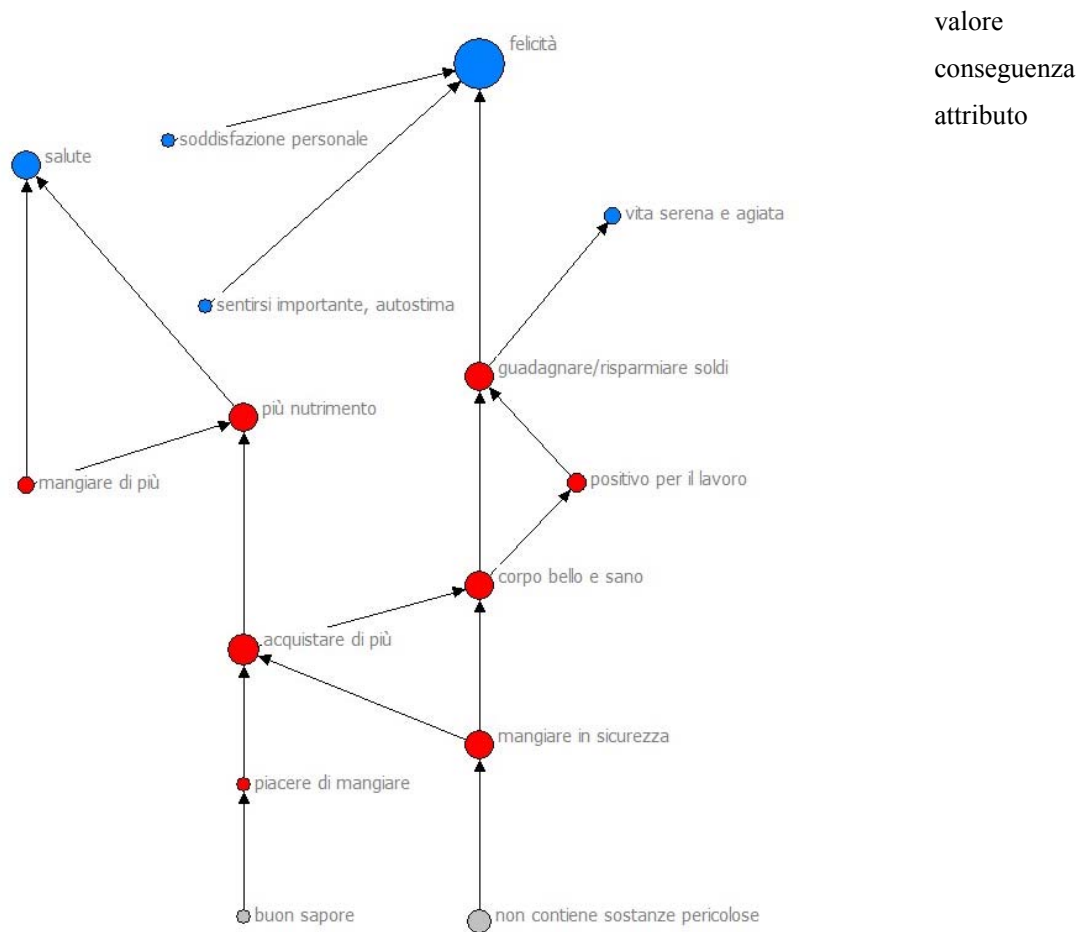 valore
conseguenza
attributo
felicità
soddisfazione personale
salute
vita serena e agiata
sentirsi importante, autostima
guadagnare/risparmiare soldi
più nutrimento
mangiare di più
positivo per il lavoro
corpo bello e sano
acquistare di più
mangiare in sicurezza
piacere di mangiare
buon sapore
non contiene sostanze pericolose